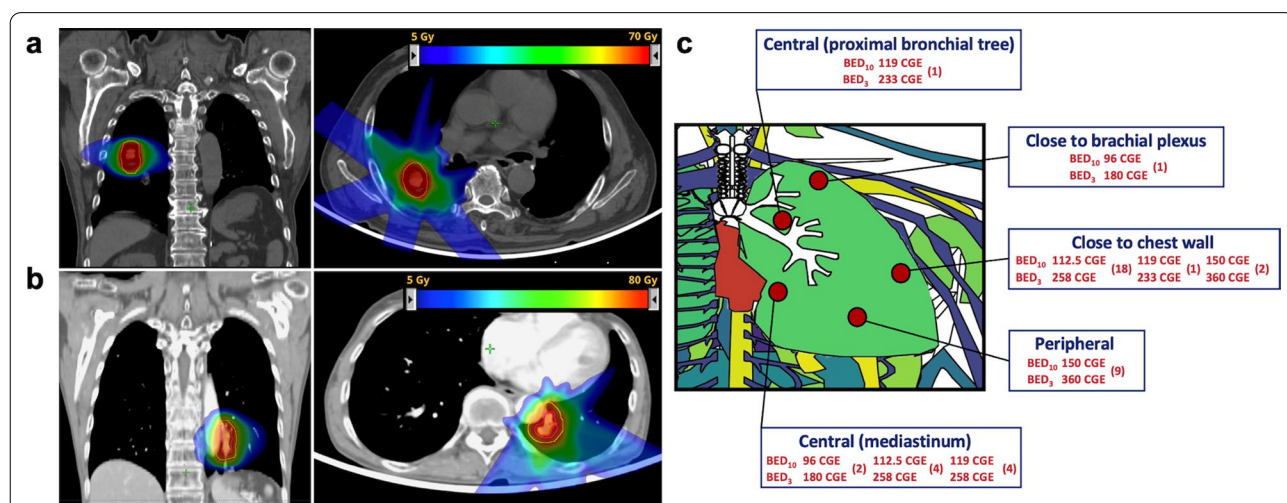 a
5 Gy 70 Gy
b
5 Gy 80 Gy
c
Central (proximal bronchial tree)
BED10 119 CGE (1)
BED3 233 CGE
Close to brachial plexus
BED10 96 CGE (1)
BED3 180 CGE
Close to chest wall
BED10 112.5 CGE (18) 119 CGE (1) 150 CGE (2)
BED3 258 CGE 233 CGE 360 CGE
Peripheral
BED10 150 CGE (9)
BED3 360 CGE
Central (mediastinum)
BED10 96 CGE (2) 112.5 CGE (4) 119 CGE (4)
BED3 180 CGE 258 CGE 258 CGE